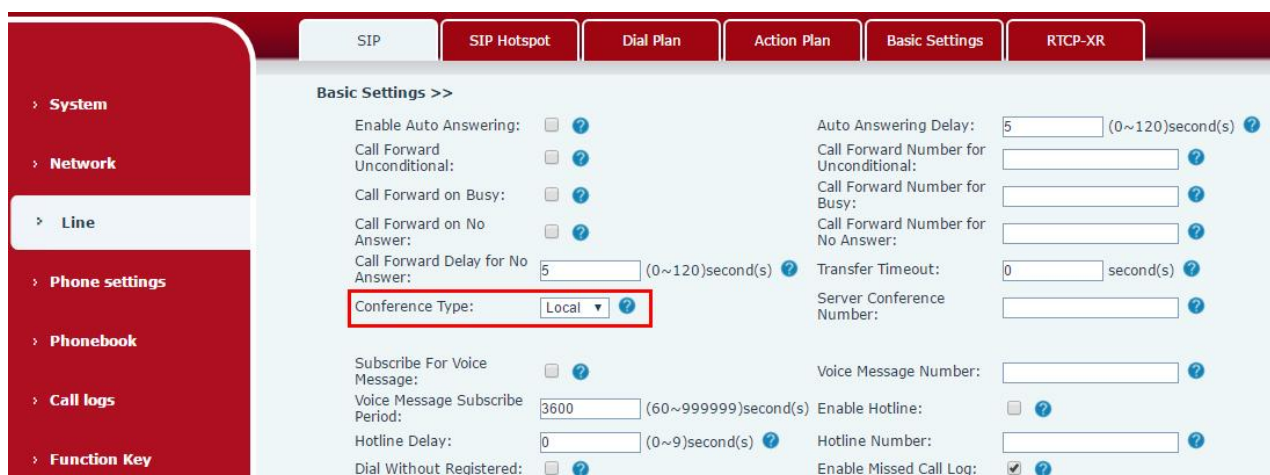 SIP
SIP Hotspot
Dial Plan
Action Plan
Basic Settings
RTCP-XR
› System
› Network
› Line
› Phone settings
› Phonebook
› Call logs
› Function Key
Basic Settings >>
Enable Auto Answering: ?
Auto Answering Delay: 5 (0~120)second(s) ?
Call Forward
Unconditional: ?
Call Forward Number for
Unconditional: ?
Call Forward on Busy: ?
Call Forward Number for
Busy: ?
Call Forward on No
Answer: ?
Call Forward Number for
No Answer: ?
Call Forward Delay for No
Answer: 5 (0~120)second(s) ?
Transfer Timeout: 0 second(s) ?
Conference Type: Local ▼ ?
Server Conference
Number: ?
Subscribe For Voice
Message: ?
Voice Message Number: ?
Voice Message Subscribe
Period: 3600 (60~999999)second(s)
Enable Hotline: ?
Hotline Delay: 0 (0~9)second(s) ?
Hotline Number: ?
Dial Without Registered: ?
Enable Missed Call Log: ?